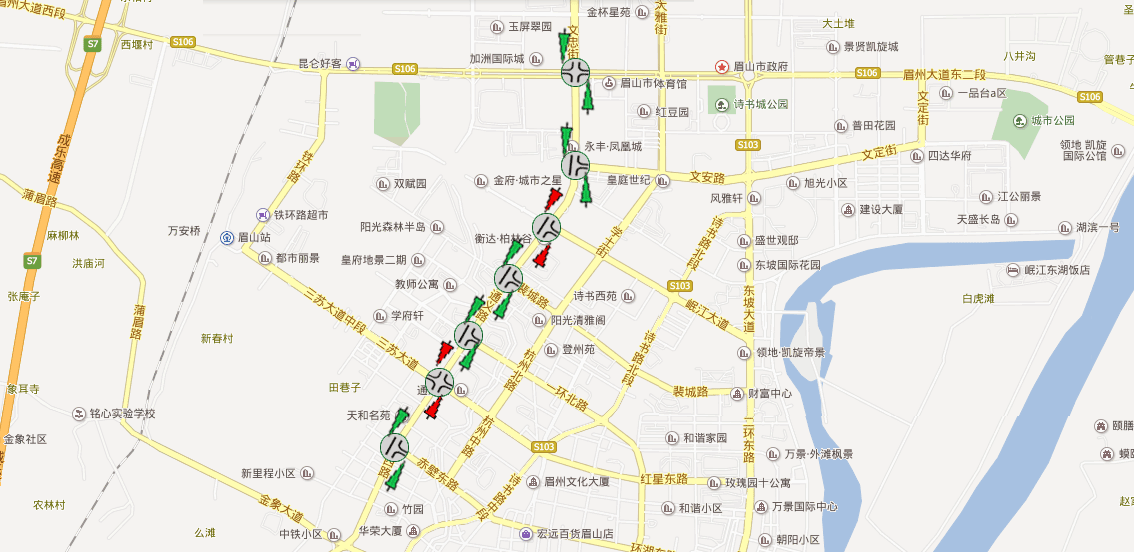 眉州大道西段
西堰村
S7
S106
昆仑好客
S106
玉屏翠园
加洲国际城
文忠街
金杯星苑
大雅街
大土堆
景贤凯旋城
眉山市政府
S106
眉州大道东二段
八井沟
S106
眉山市体育馆
红豆园
诗书城公园
文定街
一品台a区
城市公园
普田花园
S103
文定街
四达华府
领地 凯旋
国际公馆
成乐高速
铁环路
永丰·凤凰城
双赋园
金府·城市之星
皇庭世纪
文安路
旭光小区
风雅轩
江公丽景
建设大厦
天盛长岛
湖滨一号
蒲眉路
铁环路超市
万安桥
眉山站
麻柳林
阳光森林半岛
衡达·柏林谷
学士街
诗书路北段
盛世观邸
S7
洪庙河
都市丽景
皇府地景二期
东坡国际花园
岷江东湖饭店
张庵子
教师公寓
裴城路
诗书西苑
S103
白虎滩
蒲眉路
三苏大道中段
通义路
岷江大道
东坡大道
新春村
学府轩
阳光清雅阁
三苏大道
登州苑
杭州北路
诗书路北段
领地·凯旋帝景
象耳寺
田巷子
一环北路
裴城路
财富中心
铭心实验学校
天和名苑
杭州中路
二环东路
金象社区
S103
和谐家园
万景·外滩枫景
新里程小区
赤壁东路
诗书路中段
眉州文化大厦
红星东路
玫瑰园十公寓
农林村
金象大道
竹园
和谐小区
万景国际中心
么滩
中铁小区
华荣大厦
宏远百货眉山店
环湖东路
朝阳小区